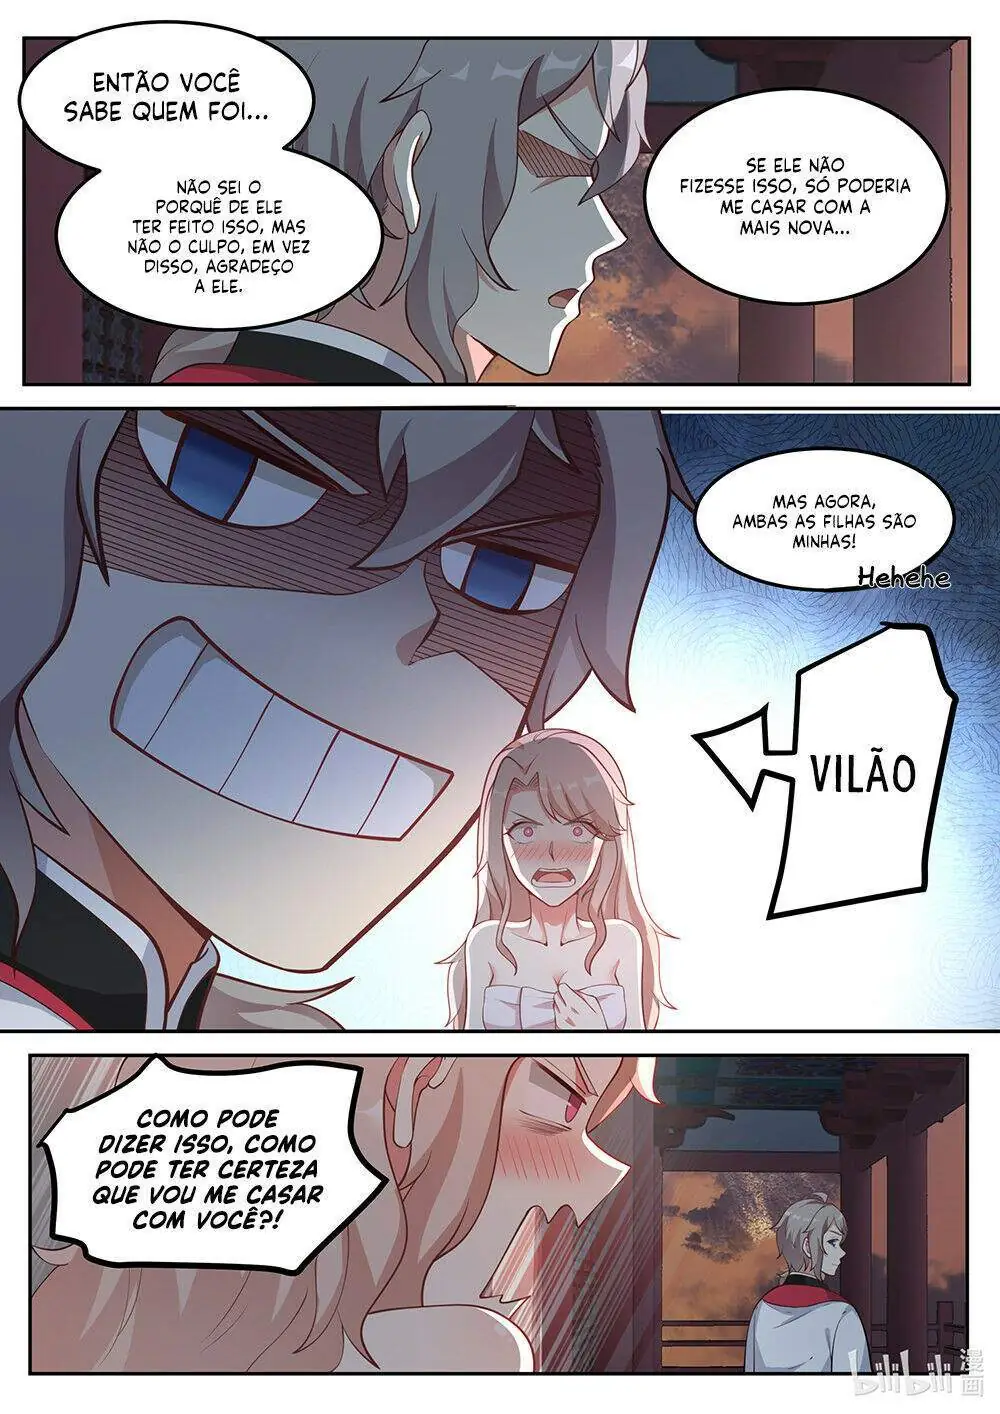 ENTÃO VOCÊ
SABE QUEM FOI...
NÃO SEI O
PORQUÊ DE ELE
TER FEITO ISSO, MAS
NÃO O CULPO, EM VEZ
DISSO, AGRADEÇO
A ELE.
SE ELE NÃO
FIZESSE ISSO, SÓ PODERIA
ME CASAR COM A
MAIS NOVA...
MAS AGORA,
AMBAS AS FILHAS SÃO
MINHAS!
Hehehe
VILÃO
COMO PODE
DIZER ISSO, COMO
PODE TER CERTEZA
QUE VOU ME CASAR
COM VOCÊ?!
bilibili 漫画